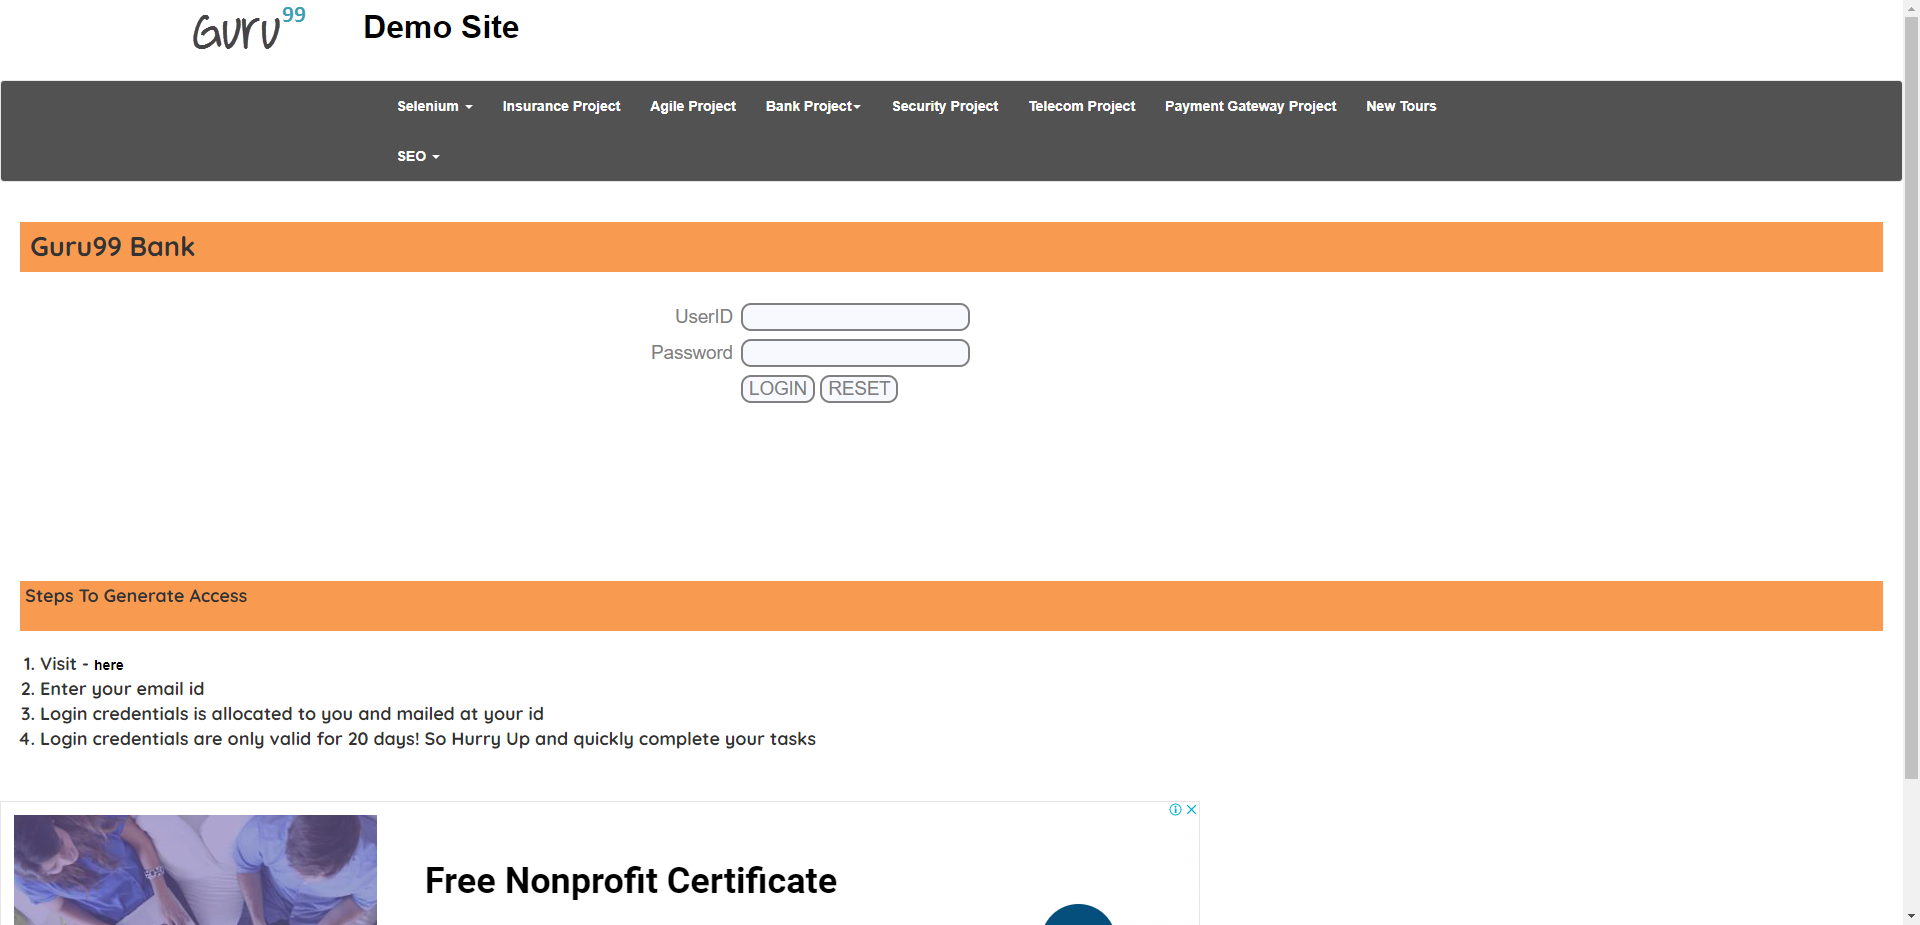 Guru99
Demo Site
Selenium Insurance Project Agile Project Bank Project Security Project Telecom Project Payment Gateway Project New Tours
SEO
Guru99 Bank
UserID
Password
LOGIN RESET
Steps To Generate Access
1. Visit - here
2. Enter your email id
3. Login credentials is allocated to you and mailed at your id
4. Login credentials are only valid for 20 days! So Hurry Up and quickly complete your tasks
Free Nonprofit Certificate